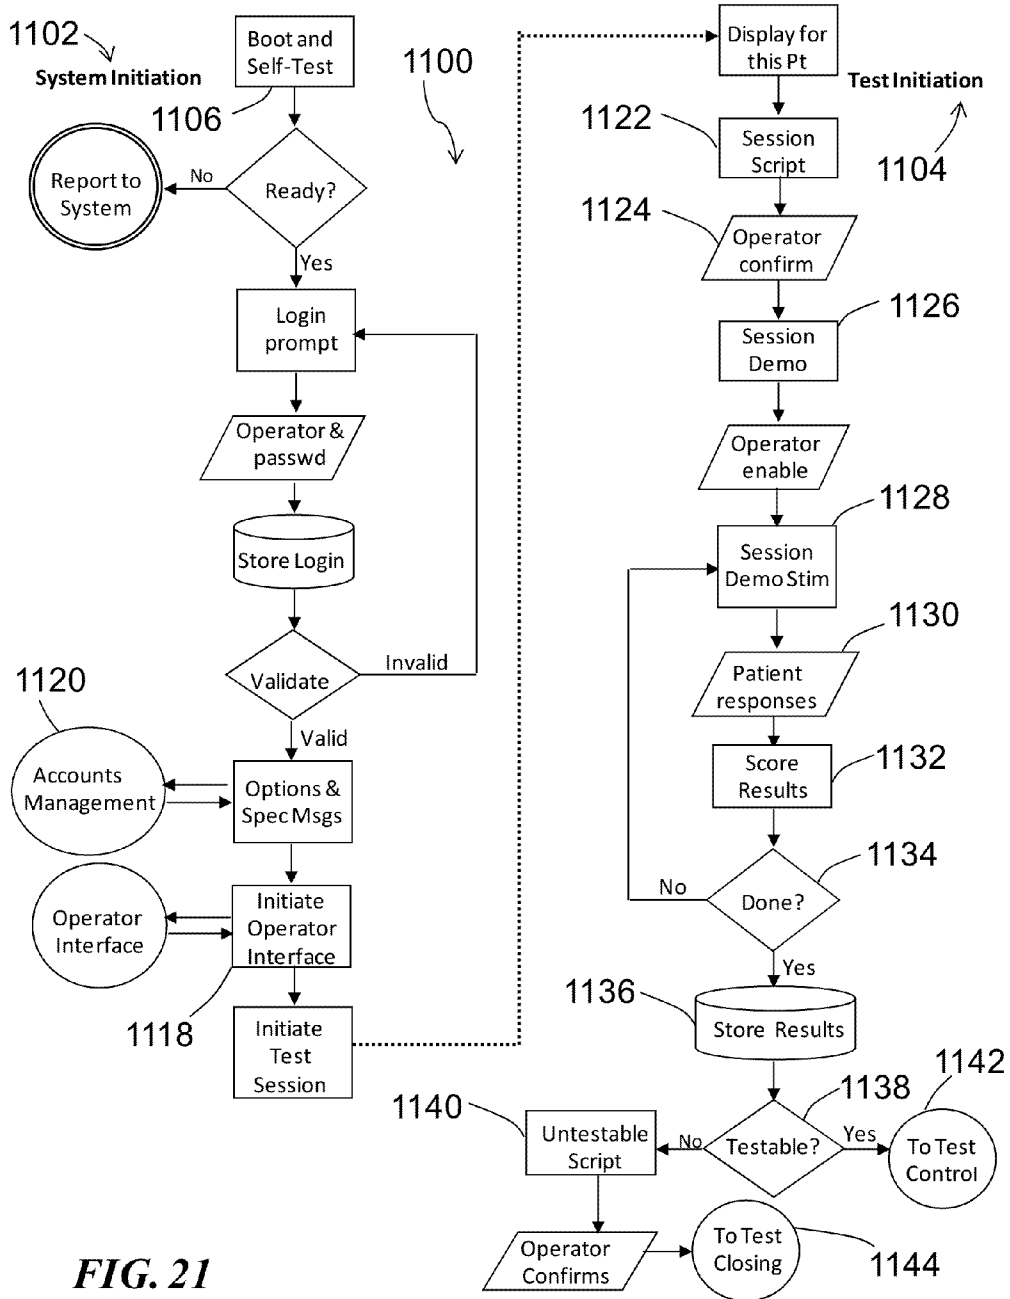 1102
System Initiation
Boot and
Self-Test
1106
1100
Report to
System
No
Ready?
Yes
Login
prompt
Operator &
passwd
Store Login
Validate
Invalid
Valid
1120
Accounts
Management
Options &
Spec Msgs
Operator
Interface
Initiate
Operator
Interface
1118
Initiate
Test
Session
Display for
this Pt
Test Initiation
1104
1122
Session
Script
1124
Operator
confirm
1126
Session
Demo
Operator
enable
1128
Session
Demo Stim
1130
Patient
responses
Score
Results
1132
1134
Done?
No
Yes
1136
Store Results
1138
Testable?
Yes
No
1142
To Test
Control
1140
Untestable
Script
Operator
Confirms
To Test
Closing
1144
FIG. 21